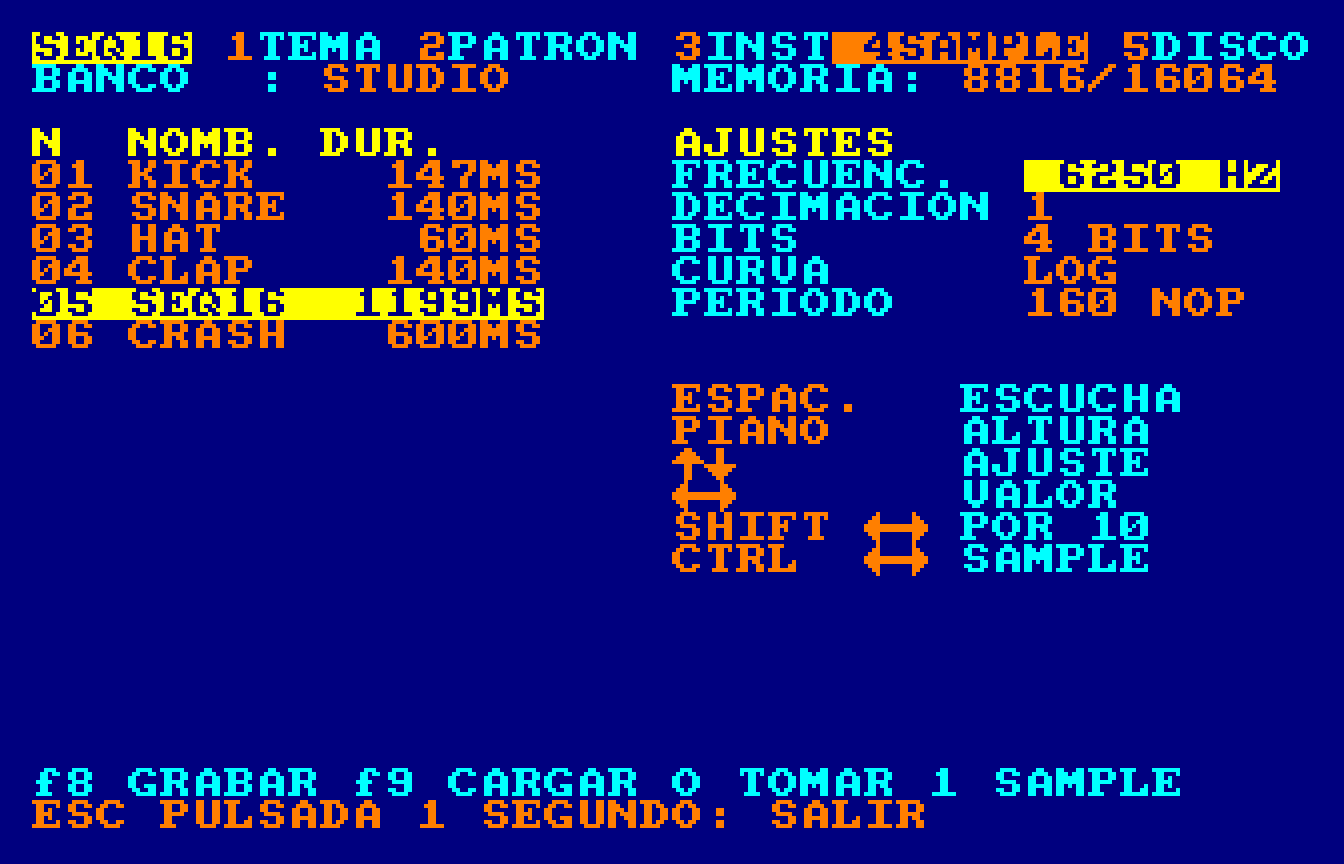 SEQ16 1TEMA 2PATRON 3INST 4SAMPLE 5DISCO
BANCO : STUDIO MEMORIA: 8816/16064
N NOMB. DUR.
01 KICK 147MS
02 SNARE 140MS
03 HAT 60MS
04 CLAP 140MS
05 SEQ16 1199MS
06 CRASH 600MS
AJUSTES
FRECUENC. 6250 HZ
DECIMACION 1
BITS 4 BITS
CURVA LOG
PERIODO 160 NOP
ESPAC. ESCUCHA
PIANO ALTURA
↑↓ AJUSTE
↔ VALOR
SHIFT ↔ POR 10
CTRL ↔ SAMPLE
f8 GRABAR f9 CARGAR O TOMAR 1 SAMPLE
ESC PULSADA 1 SEGUNDO: SALIR